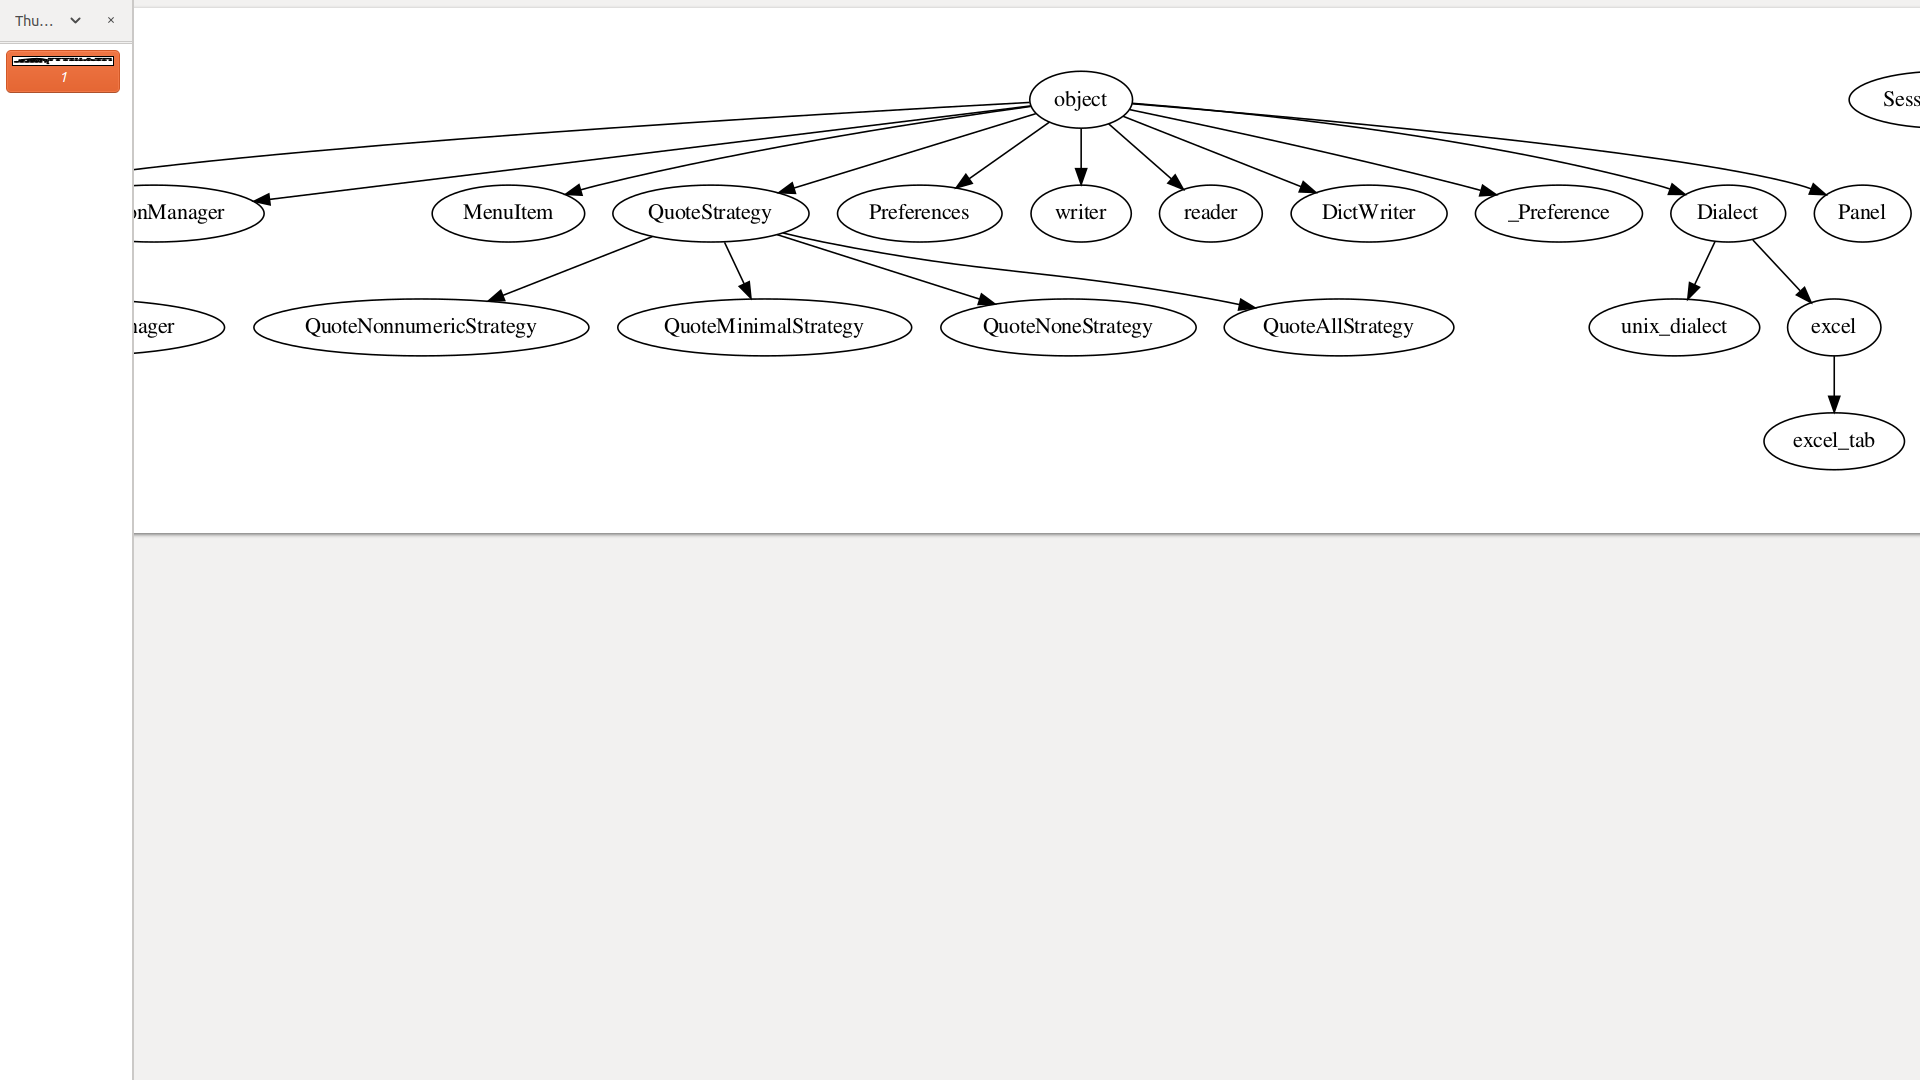 Thu...
1
object
Sess
onManager
MenuItem
QuoteStrategy
Preferences
writer
reader
DictWriter
_Preference
Dialect
Panel
nager
QuoteNonnumericStrategy
QuoteMinimalStrategy
QuoteNoneStrategy
QuoteAllStrategy
unix_dialect
excel
excel_tab